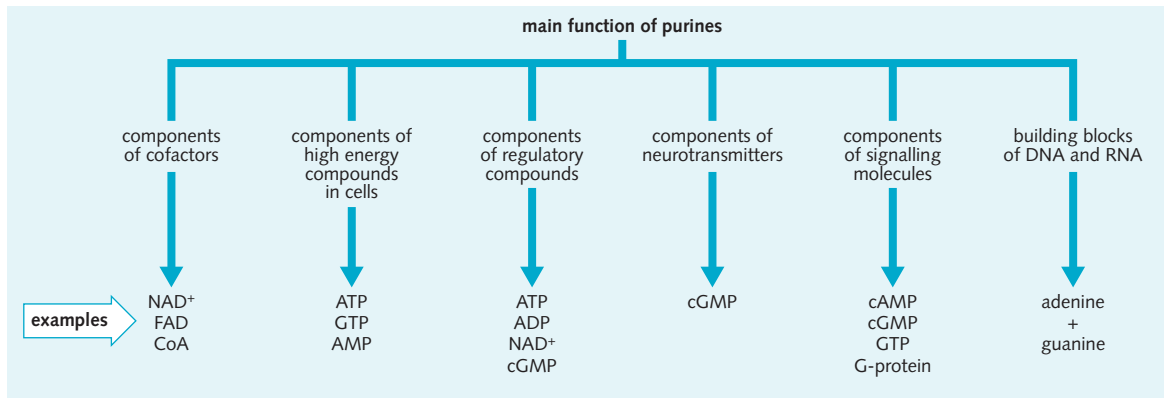 main function of purines
components
of cofactors
components of
high energy
compounds
in cells
components
of regulatory
compounds
components of
neurotransmitters
components
of signalling
molecules
building blocks
of DNA and RNA
examples
NAD⁺
FAD
CoA
ATP
GTP
AMP
ATP
ADP
NAD⁺
cGMP
cGMP
cAMP
cGMP
GTP
G-protein
adenine
+
guanine